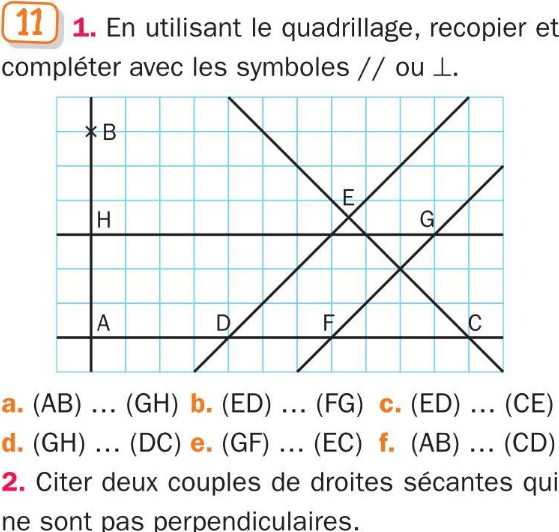 11 1. En utilisant le quadrillage, recopier et
compléter avec les symboles // ou ⊥.
B
E
H
G
A
D
F
C
a. (AB) ... (GH) b. (ED) ... (FG) c. (ED) ... (CE)
d. (GH) ... (DC) e. (GF) ... (EC) f. (AB) ... (CD)
2. Citer deux couples de droites sécantes qui
ne sont pas perpendiculaires.